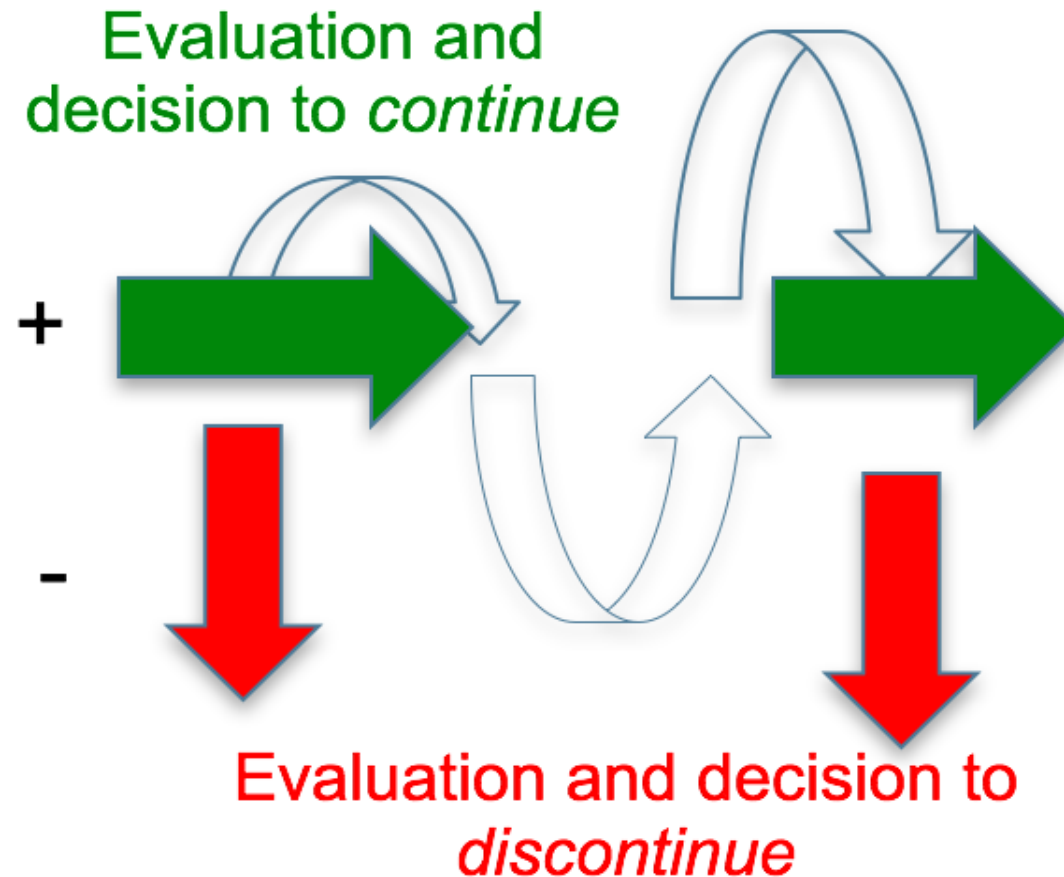 Evaluation and
decision to continue
+
-
Evaluation and decision to
discontinue